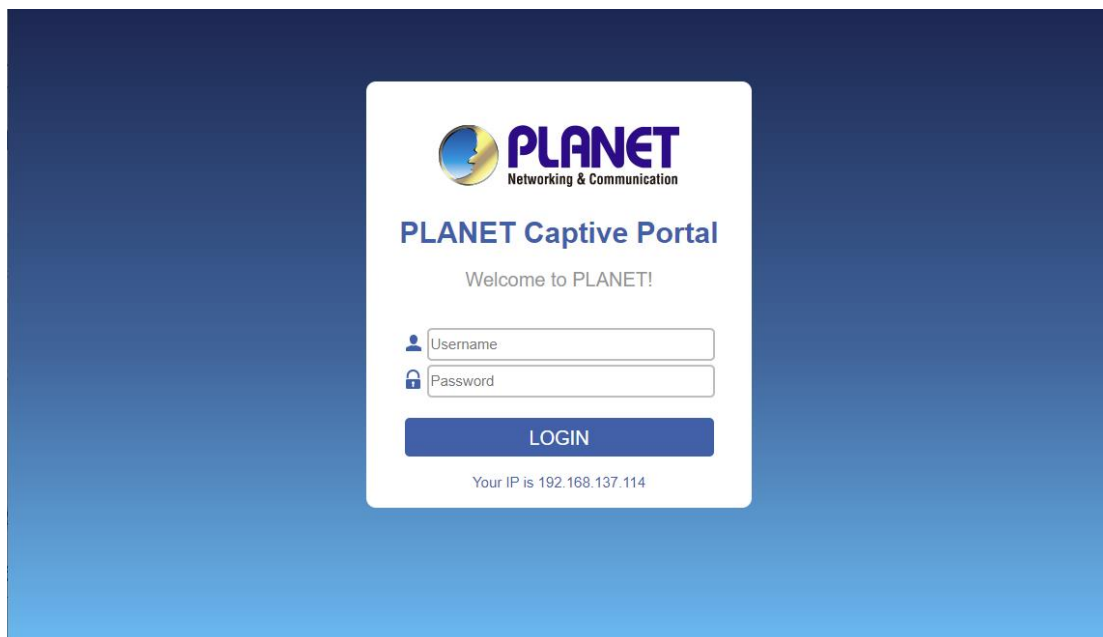 PLANET
Networking & Communication
PLANET Captive Portal
Welcome to PLANET!
Username
Password
LOGIN
Your IP is 192.168.137.114